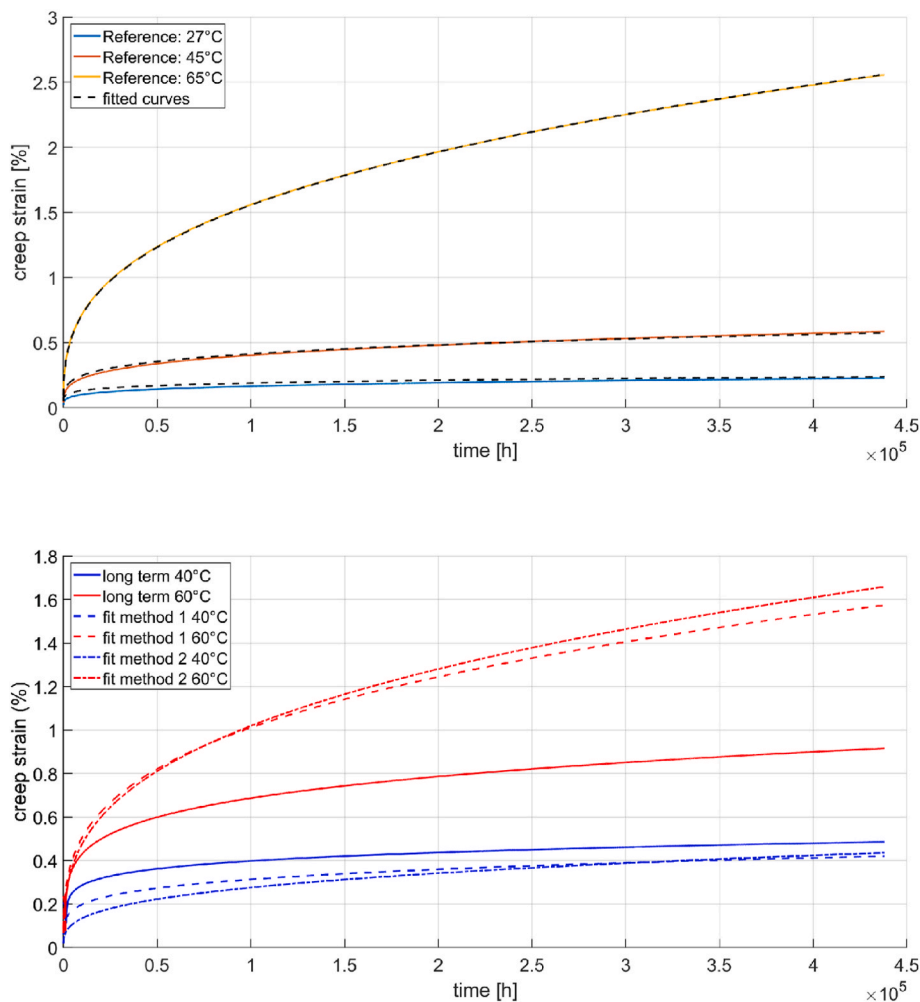 3
2.5
2
1.5
1
0.5
0
creep strain [%]
Reference: 27°C
Reference: 45°C
Reference: 65°C
fitted curves
0 0.5 1 1.5 2 2.5 3 3.5 4 4.5
time [h]
×10⁵
1.8
1.6
1.4
1.2
1
0.8
0.6
0.4
0.2
0
creep strain (%)
long term 40°C
long term 60°C
fit method 1 40°C
fit method 1 60°C
fit method 2 40°C
fit method 2 60°C
0 0.5 1 1.5 2 2.5 3 3.5 4 4.5
time [h]
×10⁵